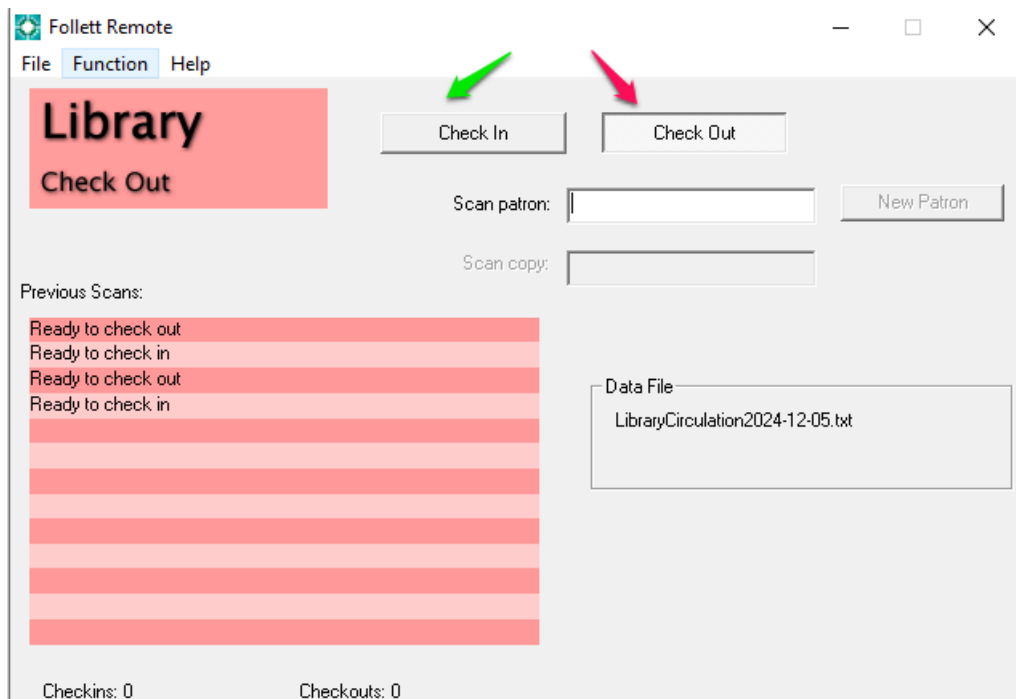 Follett Remote
File Function Help
Library
Check Out
Check In Check Out
Scan patron: New Patron
Scan copy:
Previous Scans:
Ready to check out
Ready to check in
Ready to check out
Ready to check in
Data File
LibraryCirculation2024-12-05.txt
Checkins: 0 Checkouts: 0